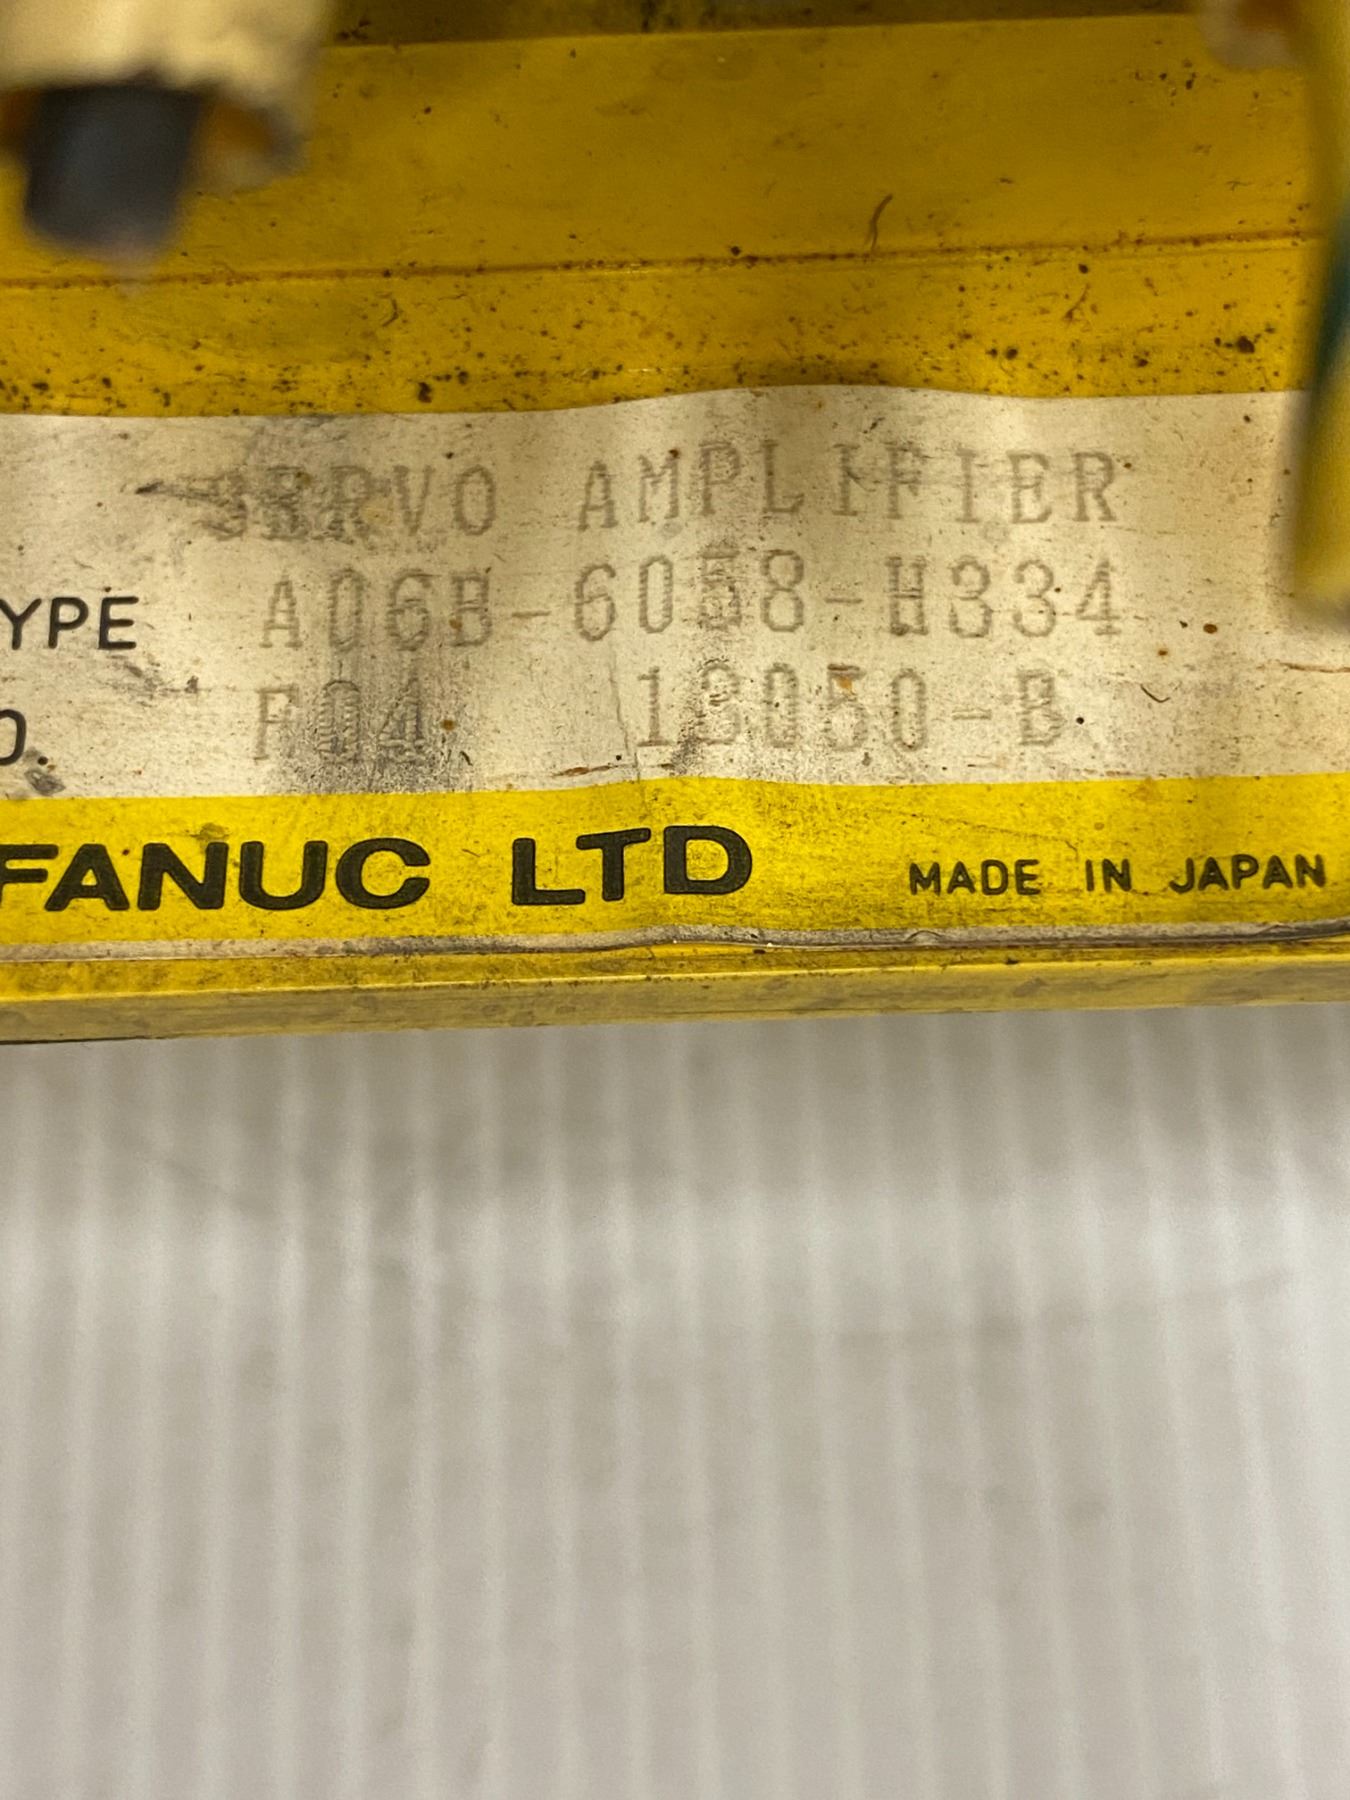 SERVO AMPLIFIER
YPE A06B-6058-H334
O. F04 13050-B
FANUC LTD MADE IN JAPAN